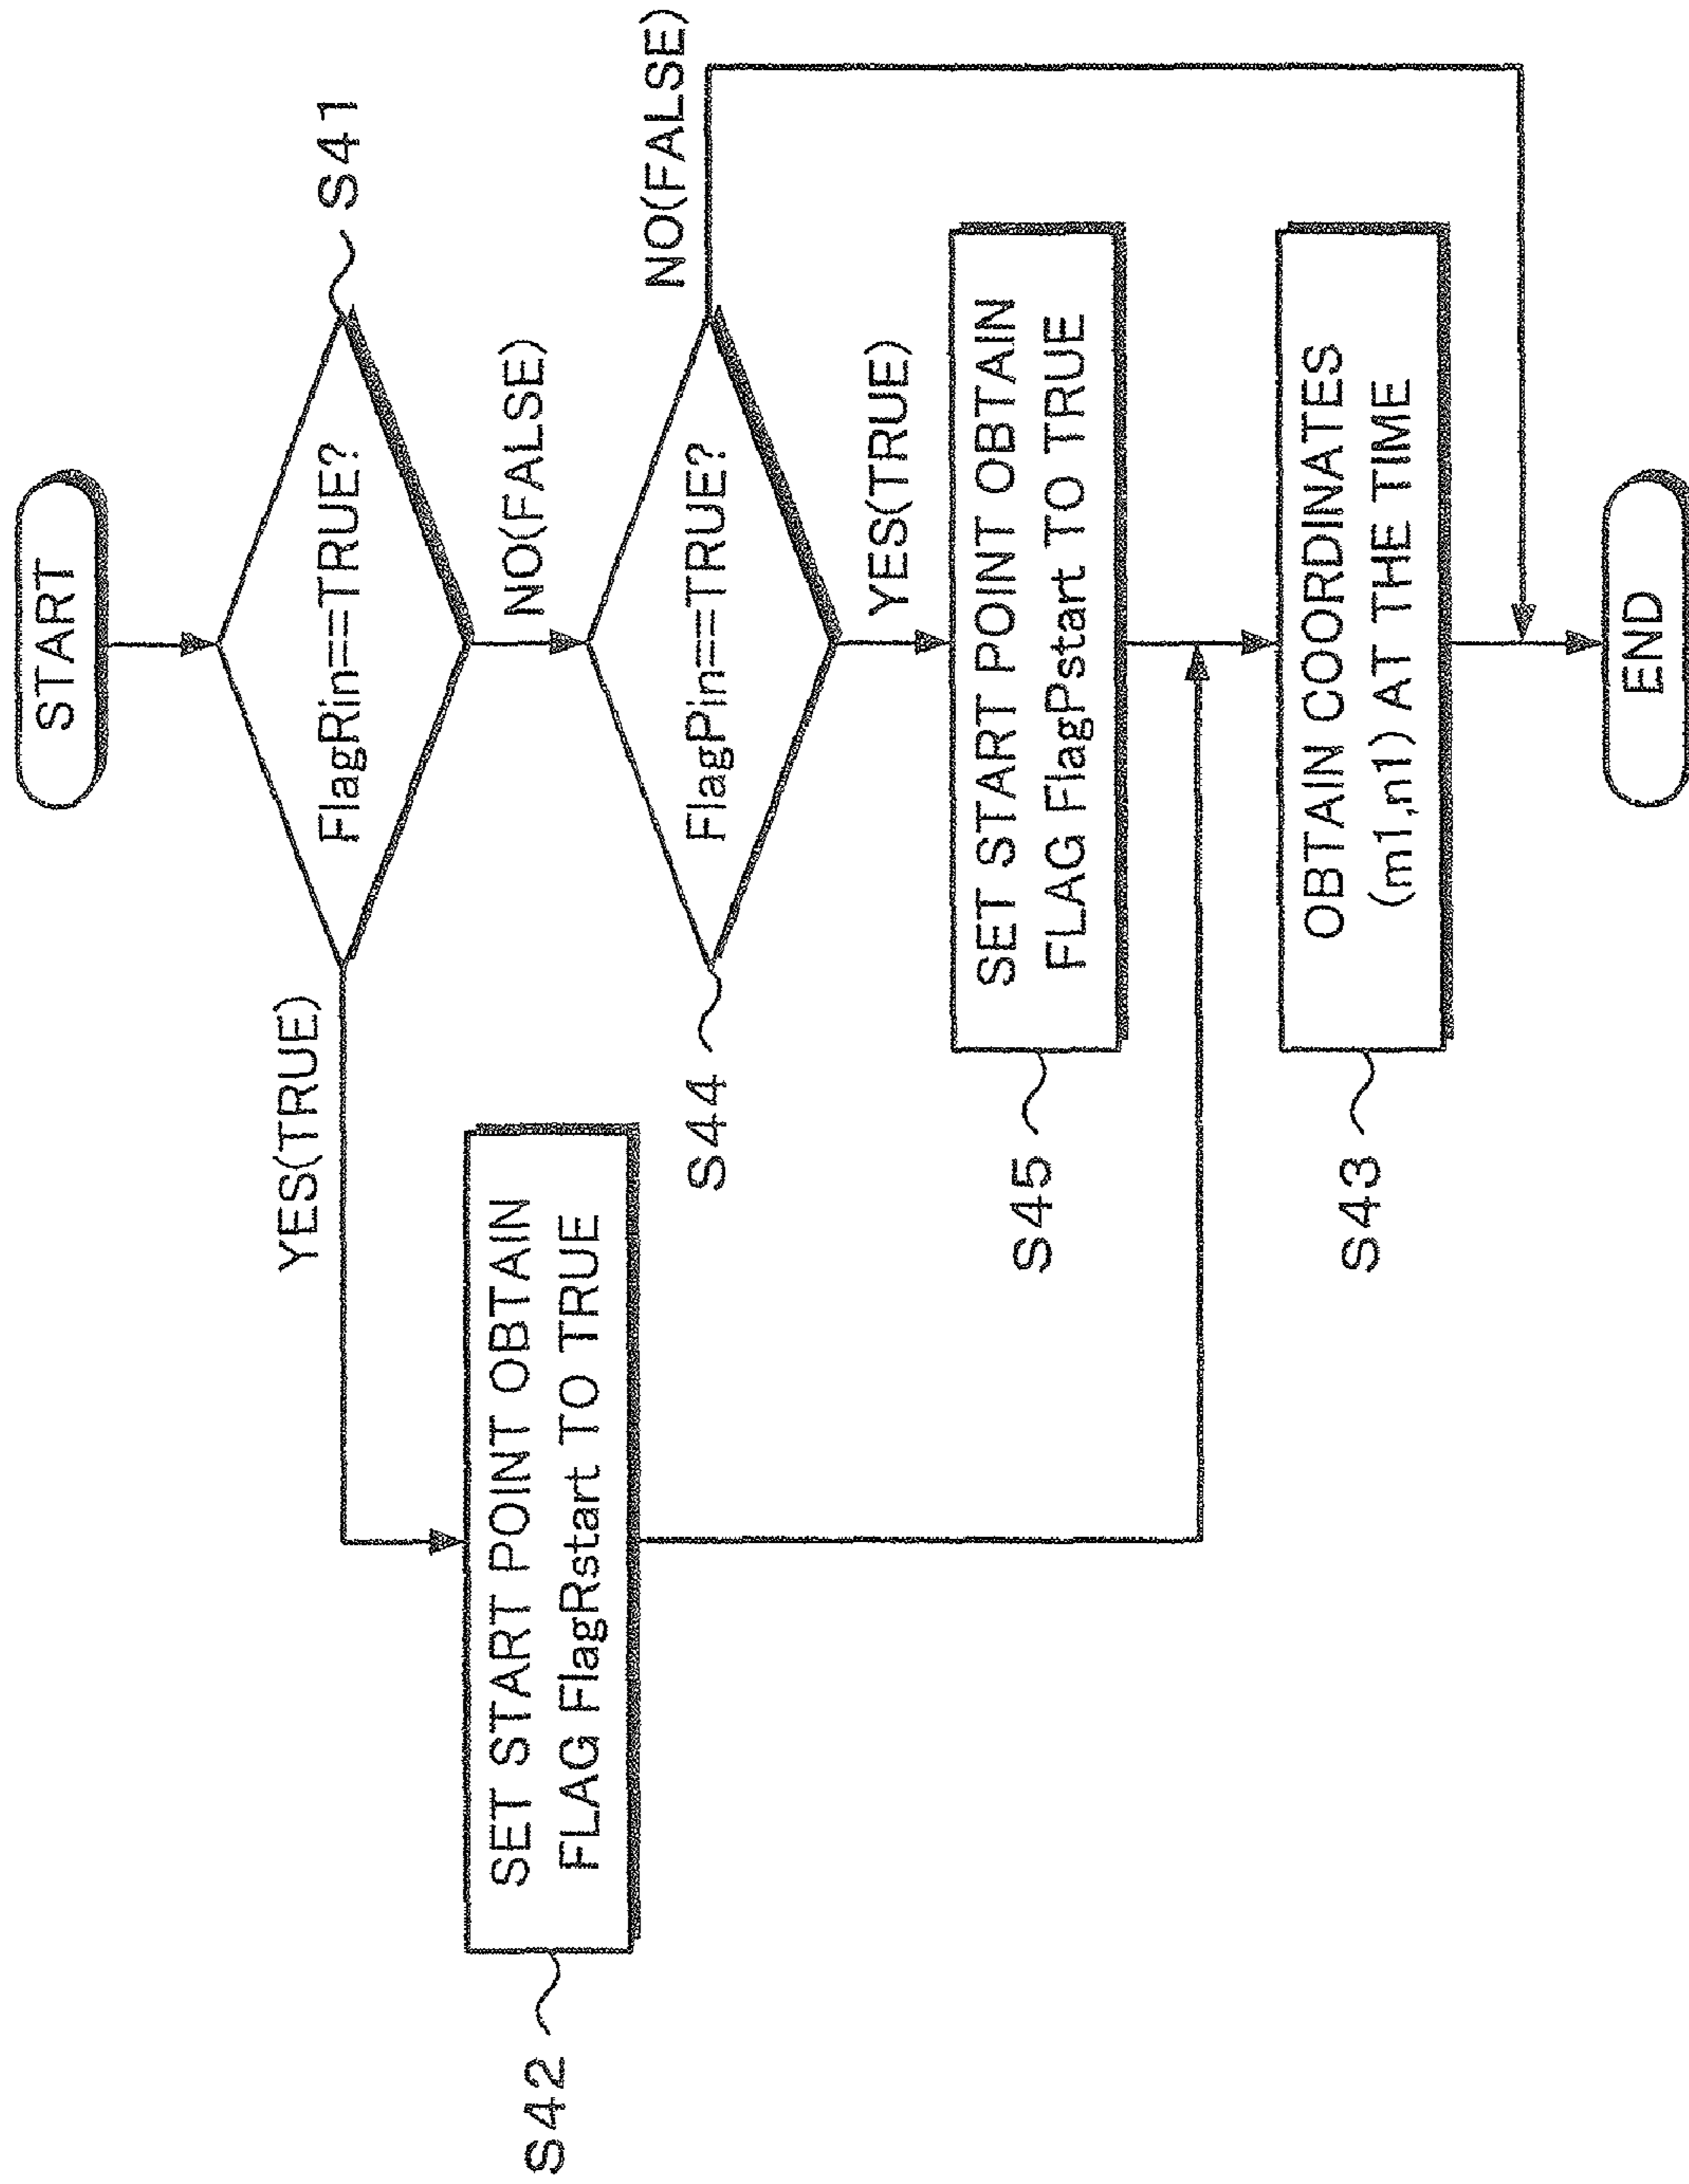 START
FlagRin==TRUE?
S41
YES(TRUE)
NO(FALSE)
SET START POINT OBTAIN
FLAG FlagRstart TO TRUE
S42
FlagPin==TRUE?
S44
NO(FALSE)
YES(TRUE)
SET START POINT OBTAIN
FLAG FlagPstart TO TRUE
S45
OBTAIN COORDINATES
(m1,n1) AT THE TIME
S43
END